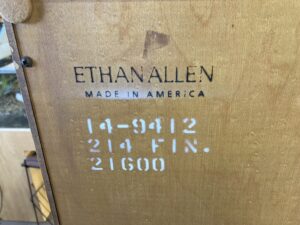 ETHAN ALLEN
MADE IN AMERICA
14-9412
214 FIN.
21600